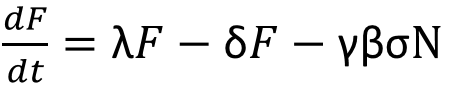 dF/dt = λF − δF − γβσN